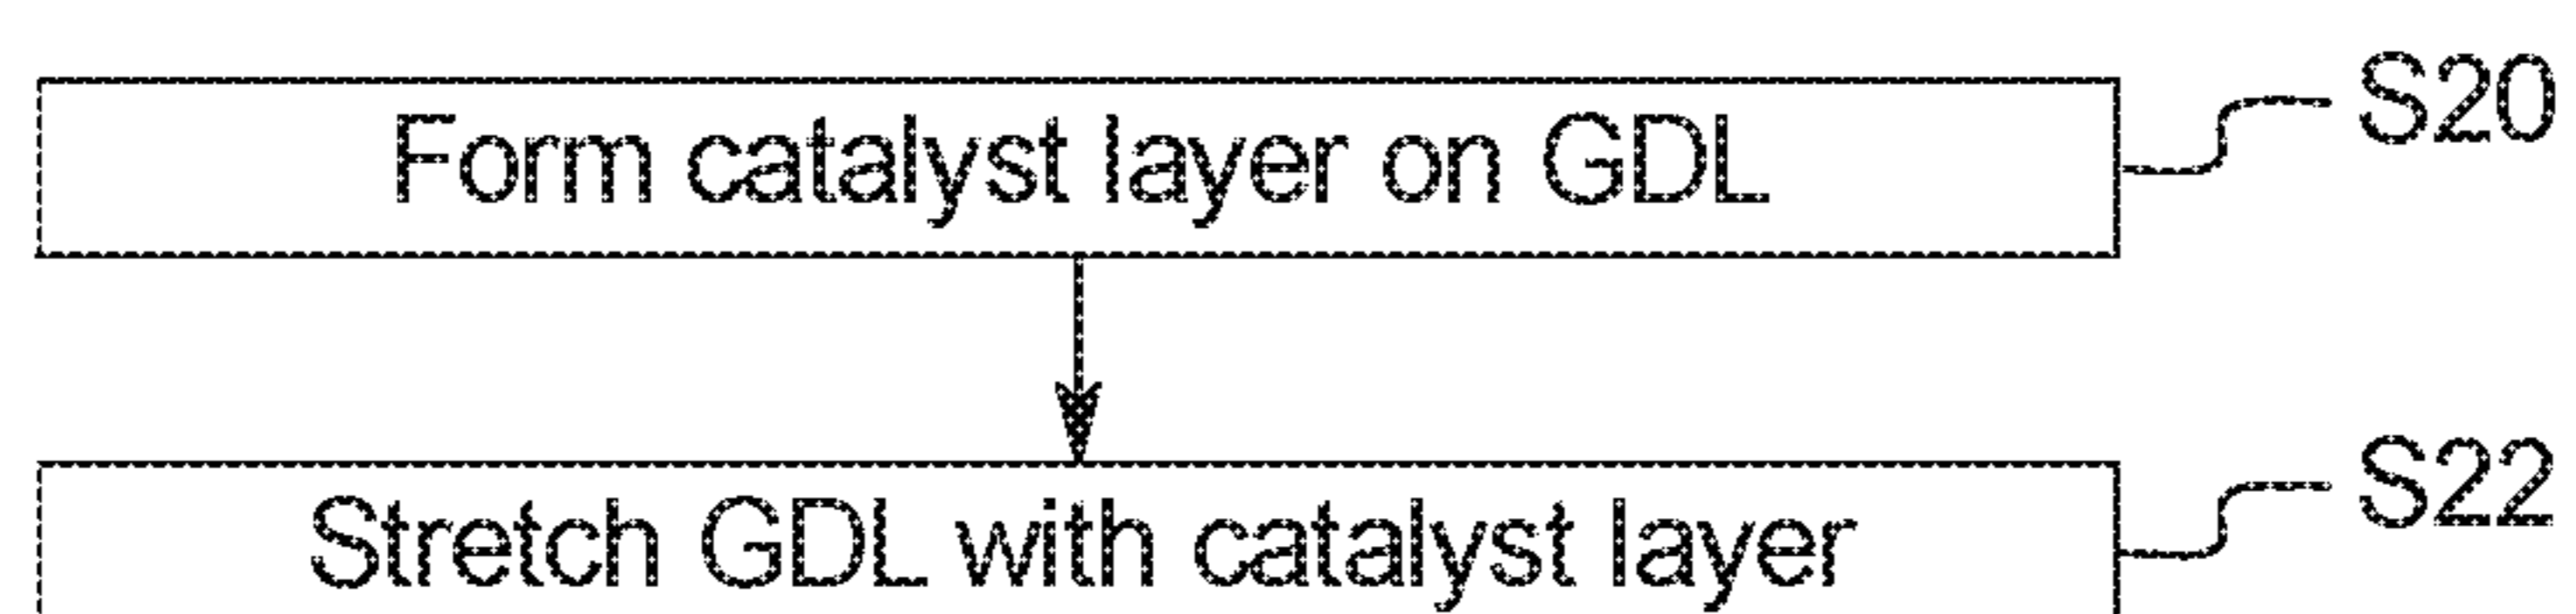 Form catalyst layer on GDL
S20
Stretch GDL with catalyst layer
S22